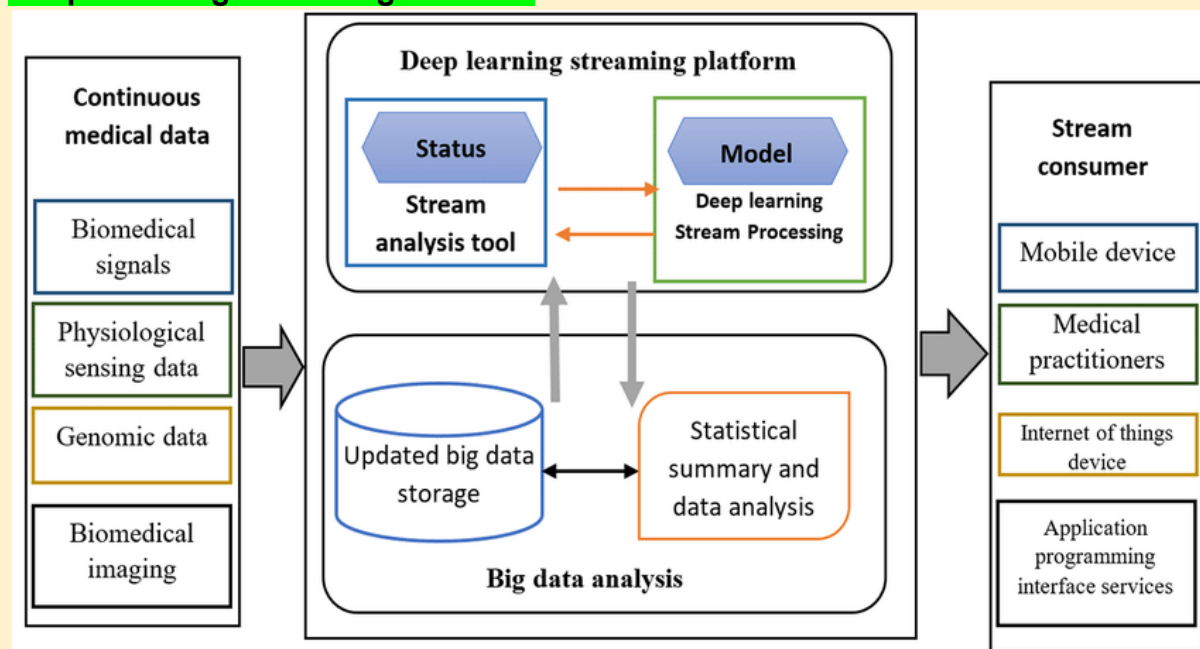 Continuous
medical data
Biomedical
signals
Physiological
sensing data
Genomic data
Biomedical
imaging
Deep learning streaming platform
Status
Stream
analysis tool
Model
Deep learning
Stream Processing
Updated big data
storage
Statistical
summary and
data analysis
Big data analysis
Stream
consumer
Mobile device
Medical
practitioners
Internet of things
device
Application
programming
interface services